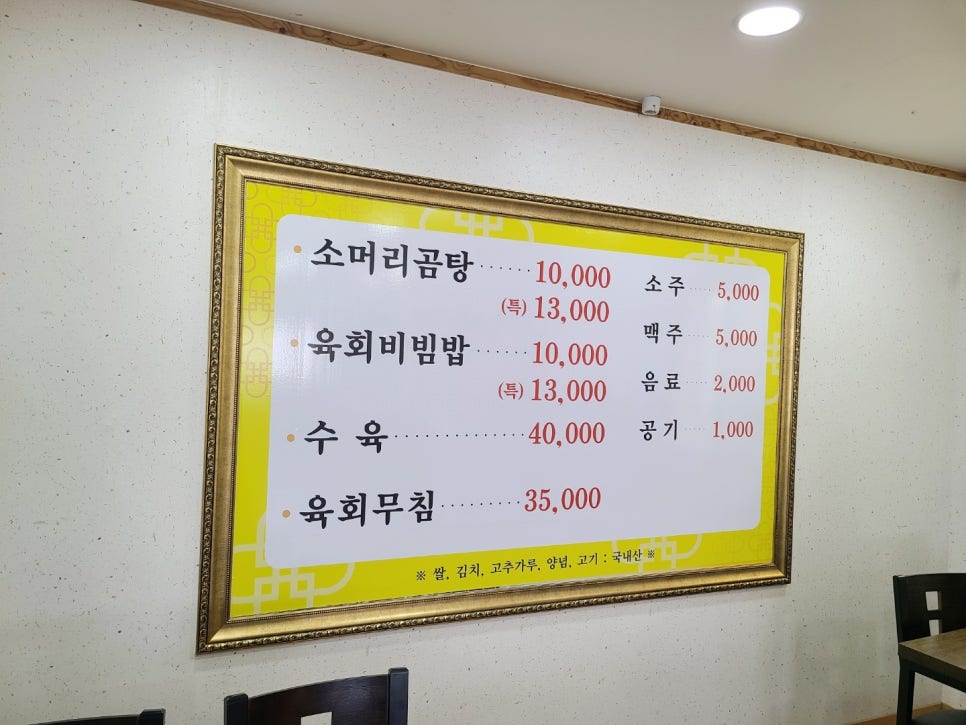 소머리곰탕 ······ 10,000
(특) 13,000
육회비빔밥 ······ 10,000
(특) 13,000
수 육 ·············· 40,000
육회무침 ········· 35,000
소 주 ····· 5,000
맥 주 ····· 5,000
음 료 ····· 2,000
공 기 ····· 1,000
※ 쌀, 김치, 고추가루, 양념, 고기 : 국내산 ※